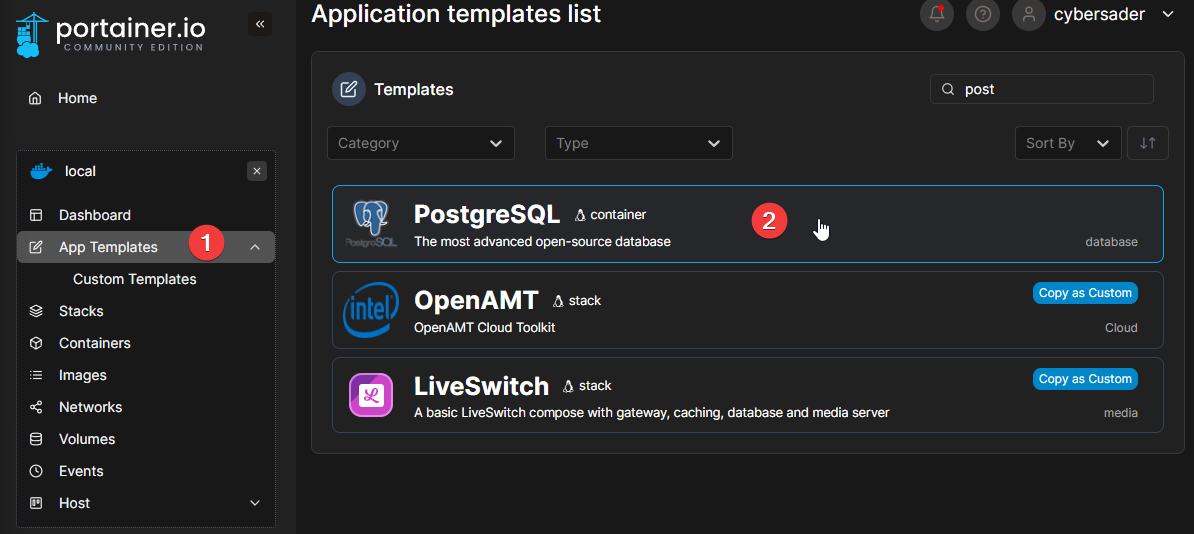 portainer.io
COMMUNITY EDITION
«
Home
local
Dashboard
App Templates
1
Custom Templates
Stacks
Containers
Images
Networks
Volumes
Events
Host
Application templates list
cybersader
Templates
post
Category
Type
Sort By
PostgreSQL
PostgreSQL container
2
The most advanced open-source database
database
intel
OpenAMT stack
Copy as Custom
OpenAMT Cloud Toolkit
Cloud
LiveSwitch stack
Copy as Custom
A basic LiveSwitch compose with gateway, caching, database and media server
media